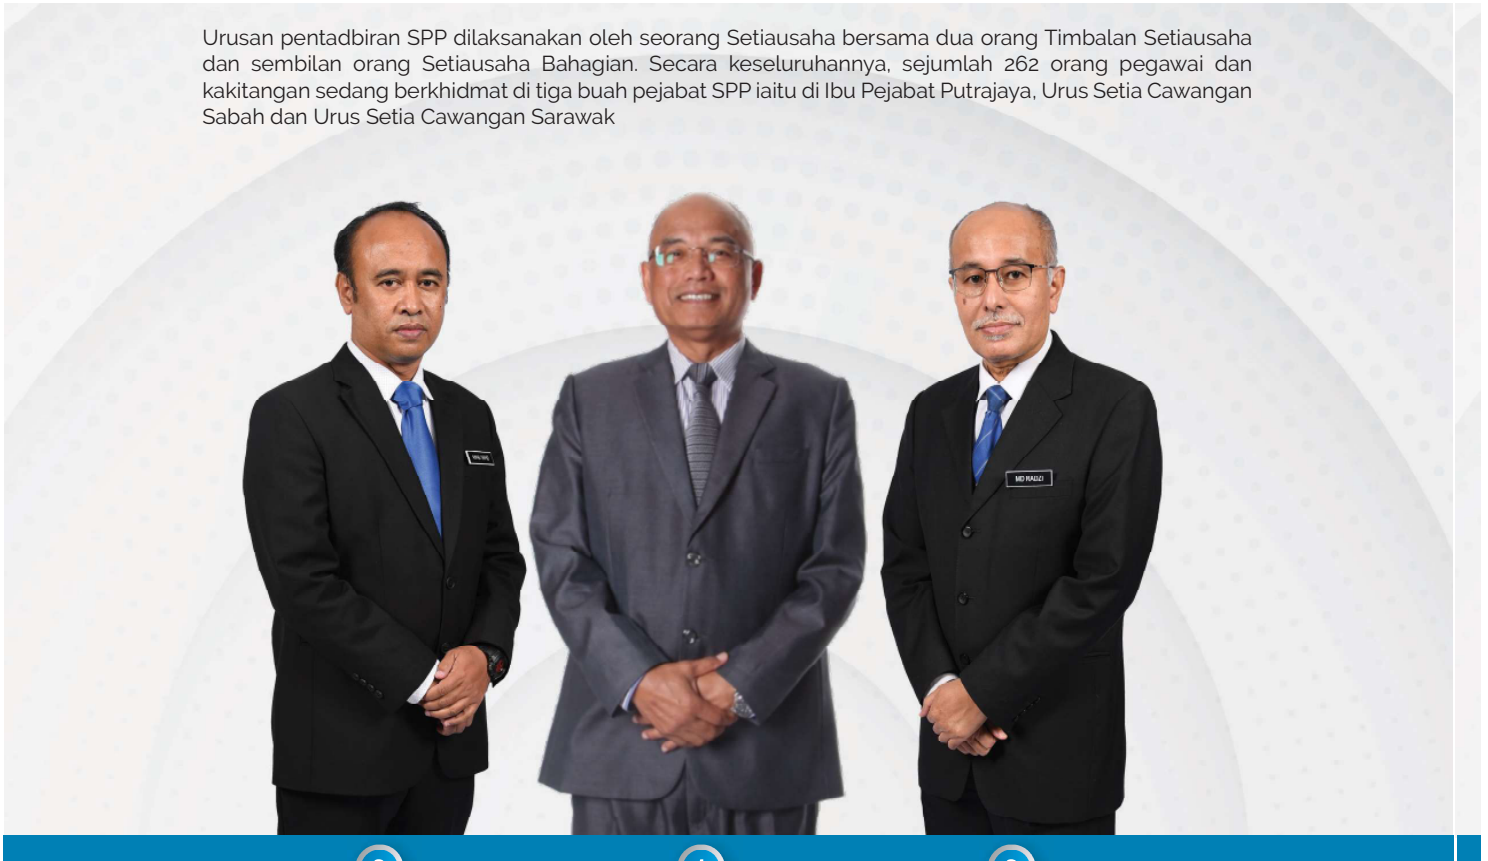 Urusan pentadbiran SPP dilaksanakan oleh seorang Setiausaha bersama dua orang Timbalan Setiausaha
dan sembilan orang Setiausaha Bahagian. Secara keseluruhannya, sejumlah 262 orang pegawai dan
kakitangan sedang berkhidmat di tiga buah pejabat SPP iaitu di Ibu Pejabat Putrajaya, Urus Setia Cawangan
Sabah dan Urus Setia Cawangan Sarawak
MD RADZI